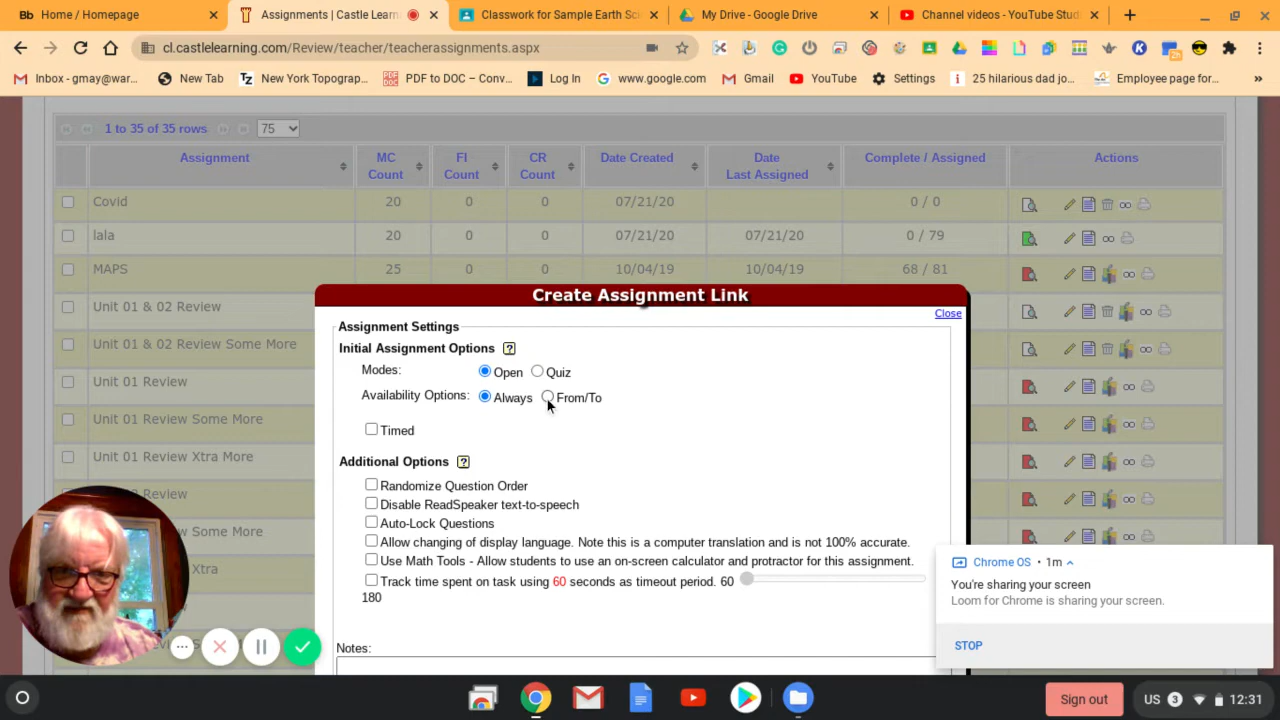 Home / Homepage
Assignments | Castle Learn
Classwork for Sample Earth Sc
My Drive - Google Drive
Channel videos - YouTube Stud
cl.castlelearning.com/Review/teacher/teacherassignments.aspx
Inbox - gmay@war...
New Tab
New York Topograp...
PDF to DOC – Conv...
Log In
www.google.com
Gmail
YouTube
Settings
25 hilarious dad jo...
Employee page for...
1 to 35 of 35 rows 75
Assignment MC Count FI Count CR Count Date Created Date Last Assigned Complete / Assigned Actions
Covid 20 0 0 07/21/20 0 / 0
lala 20 0 0 07/21/20 07/21/20 0 / 79
MAPS 25 0 0 10/04/19 10/04/19 68 / 81
Unit 01 & 02 Review
Unit 01 & 02 Review Some More
Unit 01 Review
Unit 01 Review Some More
Unit 01 Review Xtra More
Review
Review Some More
Xtra
Create Assignment Link
Close
Assignment Settings
Initial Assignment Options ?
Modes: Open Quiz
Availability Options: Always From/To
Timed
Additional Options ?
Randomize Question Order
Disable ReadSpeaker text-to-speech
Auto-Lock Questions
Allow changing of display language. Note this is a computer translation and is not 100% accurate.
Use Math Tools - Allow students to use an on-screen calculator and protractor for this assignment.
Track time spent on task using 60 seconds as timeout period. 60
180
Notes:
Chrome OS • 1m
You're sharing your screen
Loom for Chrome is sharing your screen.
STOP
Sign out
US 3 12:31